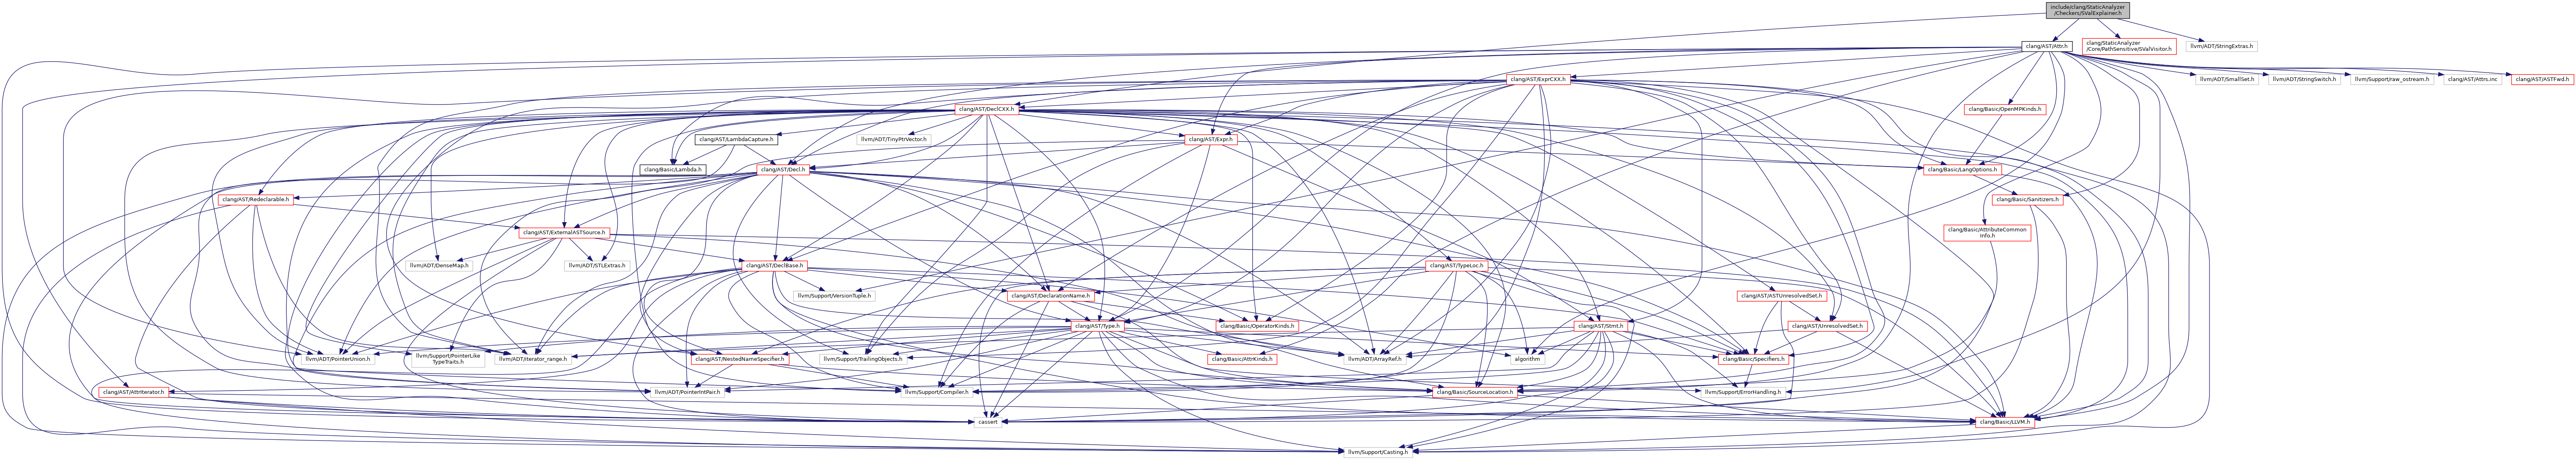 include/clang/StaticAnalyzer
/Checkers/SValExplainer.h
clang/AST/Attr.h
clang/StaticAnalyzer
/Core/PathSensitive/SValVisitor.h
llvm/ADT/StringExtras.h
clang/AST/ExprCXX.h
llvm/ADT/SmallSet.h
llvm/ADT/StringSwitch.h
llvm/Support/raw_ostream.h
clang/AST/Attrs.inc
clang/AST/ASTFwd.h
clang/AST/DeclCXX.h
clang/Basic/OpenMPKinds.h
clang/AST/LambdaCapture.h
llvm/ADT/TinyPtrVector.h
clang/AST/Expr.h
clang/Basic/Lambda.h
clang/AST/Decl.h
clang/Basic/LangOptions.h
clang/AST/Redeclarable.h
clang/Basic/Sanitizers.h
clang/AST/ExternalASTSource.h
clang/Basic/AttributeCommon
Info.h
llvm/ADT/DenseMap.h
llvm/ADT/STLExtras.h
clang/AST/DeclBase.h
clang/AST/TypeLoc.h
llvm/Support/VersionTuple.h
clang/AST/DeclarationName.h
clang/AST/ASTUnresolvedSet.h
clang/AST/Type.h
clang/Basic/OperatorKinds.h
clang/AST/Stmt.h
clang/AST/UnresolvedSet.h
llvm/ADT/PointerUnion.h
llvm/Support/PointerLike
TypeTraits.h
llvm/ADT/iterator_range.h
clang/AST/NestedNameSpecifier.h
llvm/Support/TrailingObjects.h
clang/Basic/AttrKinds.h
llvm/ADT/ArrayRef.h
algorithm
clang/Basic/Specifiers.h
clang/AST/AttrIterator.h
llvm/ADT/PointerIntPair.h
llvm/Support/Compiler.h
clang/Basic/SourceLocation.h
llvm/Support/ErrorHandling.h
cassert
clang/Basic/LLVM.h
llvm/Support/Casting.h